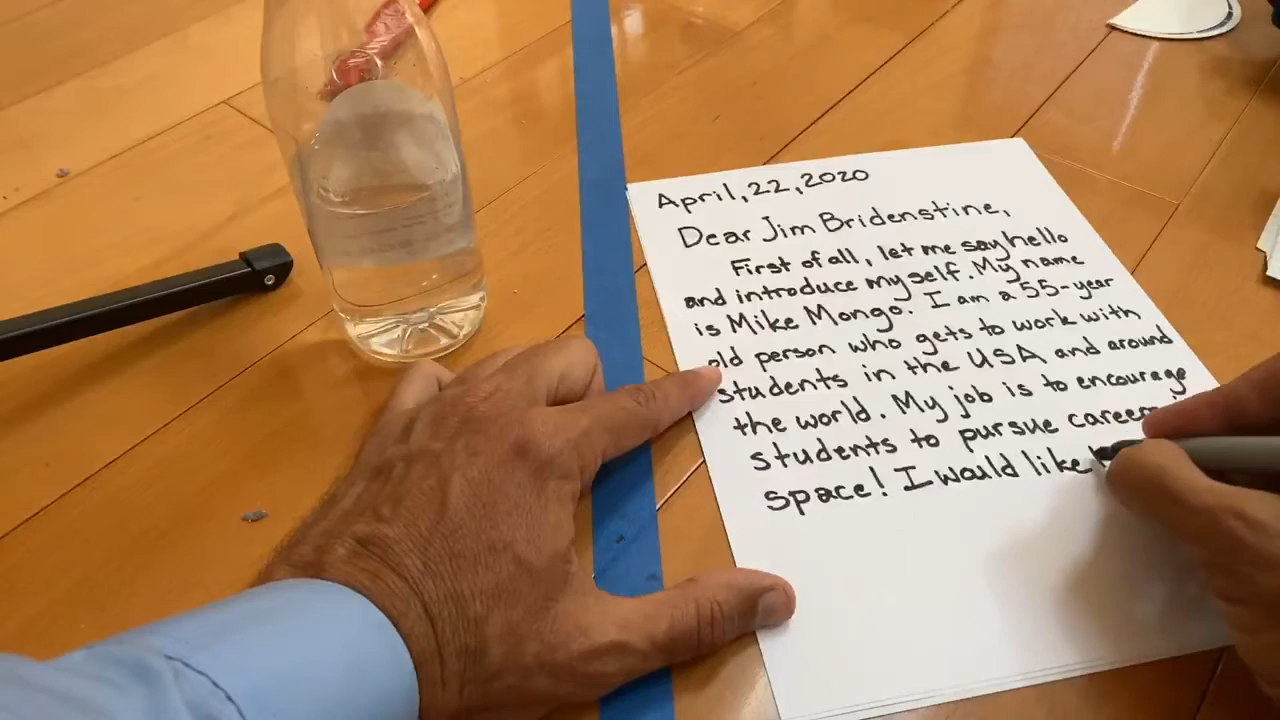 April, 22, 2020
Dear Jim Bridenstine,
First of all, let me say hello
and introduce myself. My name
is Mike Mongo. I am a 55-year
old person who gets to work with
students in the USA and around
the world. My job is to encourage
students to pursue career
space! I would like